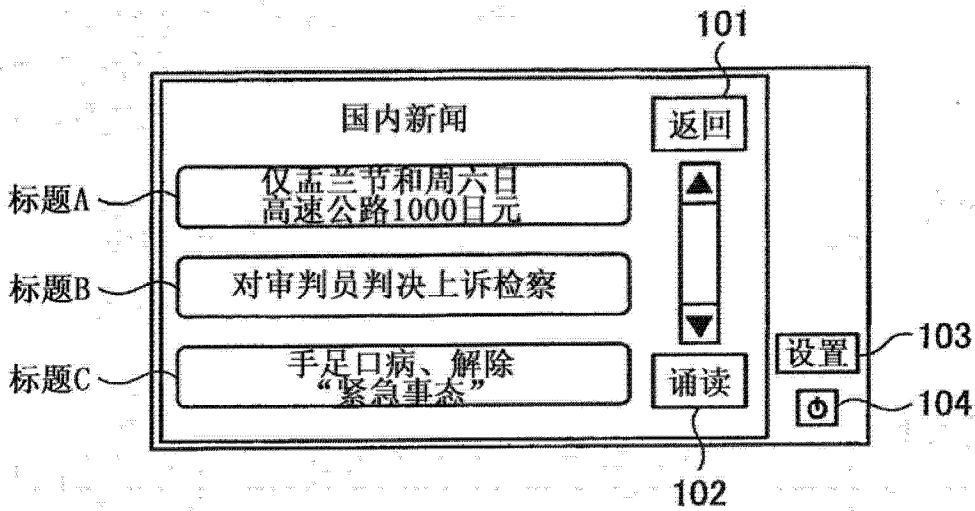 101
国内新闻
返回
标题A
仅盂兰节和周六日
高速公路1000日元
标题B
对审判员判决上诉检察
设置
103
标题C
手足口病、解除
“紧急事态”
诵读
104
102